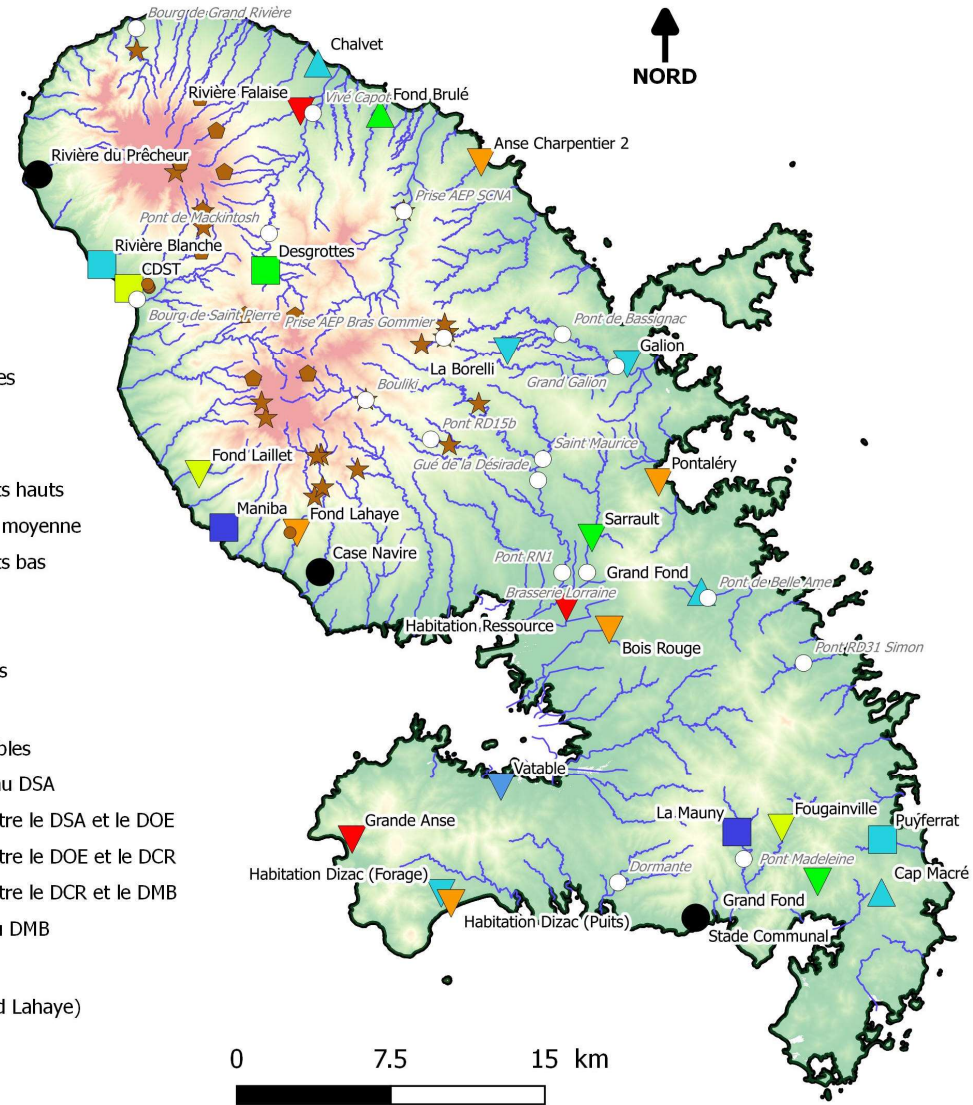 Bourg de Grand Rivière
Chalvet
NORD
Rivière Falaise
Vivé Capot
Fond Brulé
Anse Charpentier 2
Rivière du Prêcheur
Prise AEP SCNA
Pont de Mackintosh
Rivière Blanche
Desgrottes
CDST
Bourg de Saint Pierre
Prise AEP Bras Gommier
Pont de Bassignac
Galion
La Borelli
Grand Galion
es
Bouliki
Pont RD15b
Saint Maurice
Fond Laillet
Gué de la Désirade
Pontaléry
s hauts
Maniba
Fond Lahaye
Sarrault
moyenne
Case Navire
Pont RN1
Grand Fond
s bas
Brasserie Lorraine
Pont de Belle Ame
Habitation Ressource
Bois Rouge
Pont RD31 Simon
s
bles
Vatable
au DSA
La Mauny
Fougainville
Puyferrat
tre le DSA et le DOE
Grande Anse
tre le DOE et le DCR
Pont Madeleine
Habitation Dizac (Forage)
Dormante
Cap Macré
tre le DCR et le DMB
Grand Fond
Habitation Dizac (Puits)
u DMB
Stade Communal
d Lahaye)
0 7.5 15 km